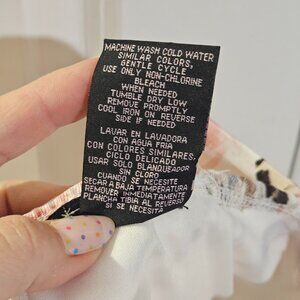 MACHINE WASH COLD WATER
SIMILAR COLORS,
GENTLE CYCLE
USE ONLY NON-CHLORINE
BLEACH
WHEN NEEDED
TUMBLE DRY LOW
REMOVE PROMPTLY
COOL IRON ON REVERSE
SIDE IF NEEDED
LAVAR EN LAVADORA
CON AGUA FRIA
CON COLORES SIMILARES,
CICLO DELICADO
USAR SOLO BLANQUEADOR
SIN CLORO
CUANDO SE NECESITE
SECAR A BAJA TEMPERATURA
REMOVER INMEDIATAMENTE
PLANCHA TIBIA AL REVERSO
SI SE NECESITA